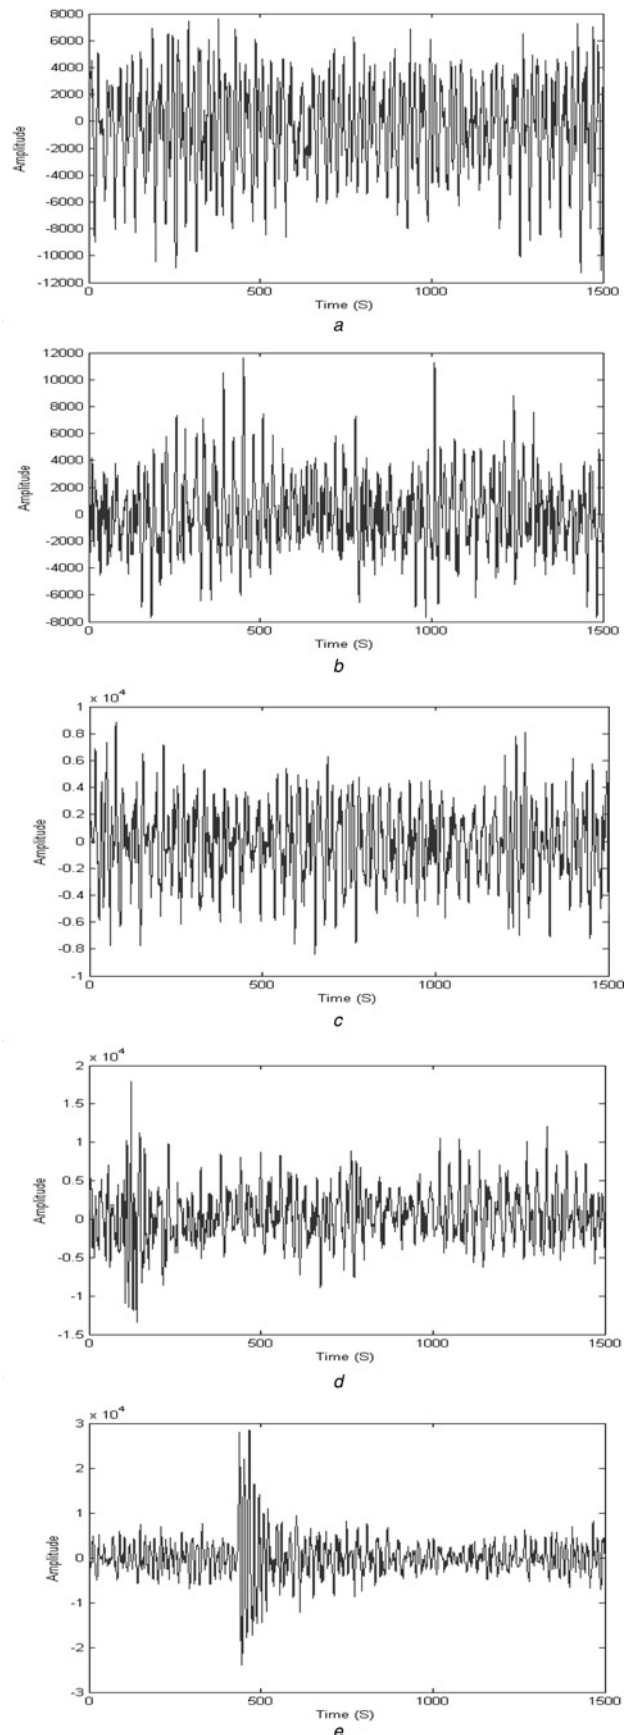 8000
6000
4000
2000
0
-2000
-4000
-6000
-8000
-10000
-12000
Amplitude
0 500 1000 1500
Time (S)
a
12000
10000
8000
6000
4000
2000
0
-2000
-4000
-6000
-8000
Amplitude
0 500 1000 1500
Time (S)
b
× 10⁴
1
0.8
0.6
0.4
0.2
0
-0.2
-0.4
-0.6
-0.8
-1
Amplitude
0 500 1000 1500
Time (S)
c
× 10⁴
2
1.5
1
0.5
0
-0.5
-1
-1.5
Amplitude
0 500 1000 1500
Time (S)
d
× 10⁴
3
2
1
0
-1
-2
-3
Amplitude
0 500 1000 1500
Time (S)
e